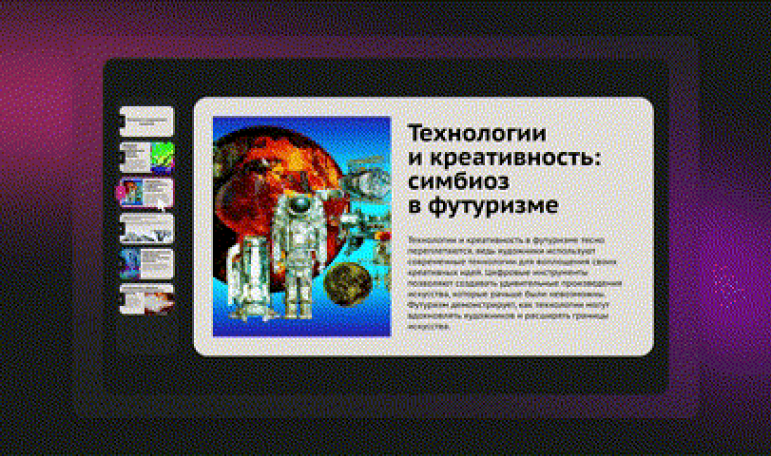 Технологии
и креативность:
симбиоз
в футуризме
Технологии и креативность в футуризме тесно
переплетаются, ведь художники используют
современные технологии для воплощения своих
креативных идей. Цифровые инструменты
позволяют создавать удивительные произведения
искусства, которые раньше были невозможны.
Футуризм демонстрирует, как технологии могут
вдохновлять художников и расширять границы
искусства.